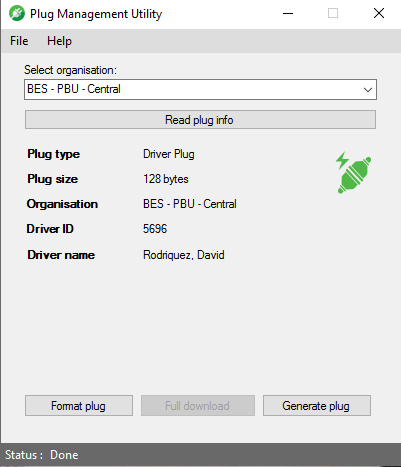 Plug Management Utility
File Help
Select organisation:
BES - PBU - Central
Read plug info
Plug type Driver Plug
Plug size 128 bytes
Organisation BES - PBU - Central
Driver ID 5696
Driver name Rodriquez, David
Format plug Full download Generate plug
Status : Done